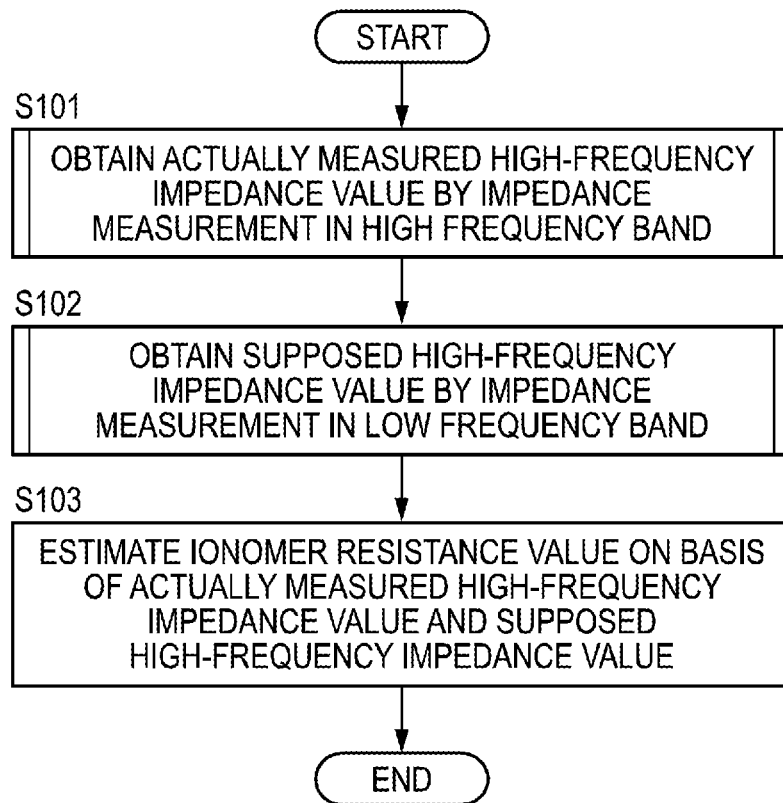 START
S101
OBTAIN ACTUALLY MEASURED HIGH-FREQUENCY
IMPEDANCE VALUE BY IMPEDANCE
MEASUREMENT IN HIGH FREQUENCY BAND
S102
OBTAIN SUPPOSED HIGH-FREQUENCY
IMPEDANCE VALUE BY IMPEDANCE
MEASUREMENT IN LOW FREQUENCY BAND
S103
ESTIMATE IONOMER RESISTANCE VALUE ON BASIS
OF ACTUALLY MEASURED HIGH-FREQUENCY
IMPEDANCE VALUE AND SUPPOSED
HIGH-FREQUENCY IMPEDANCE VALUE
END